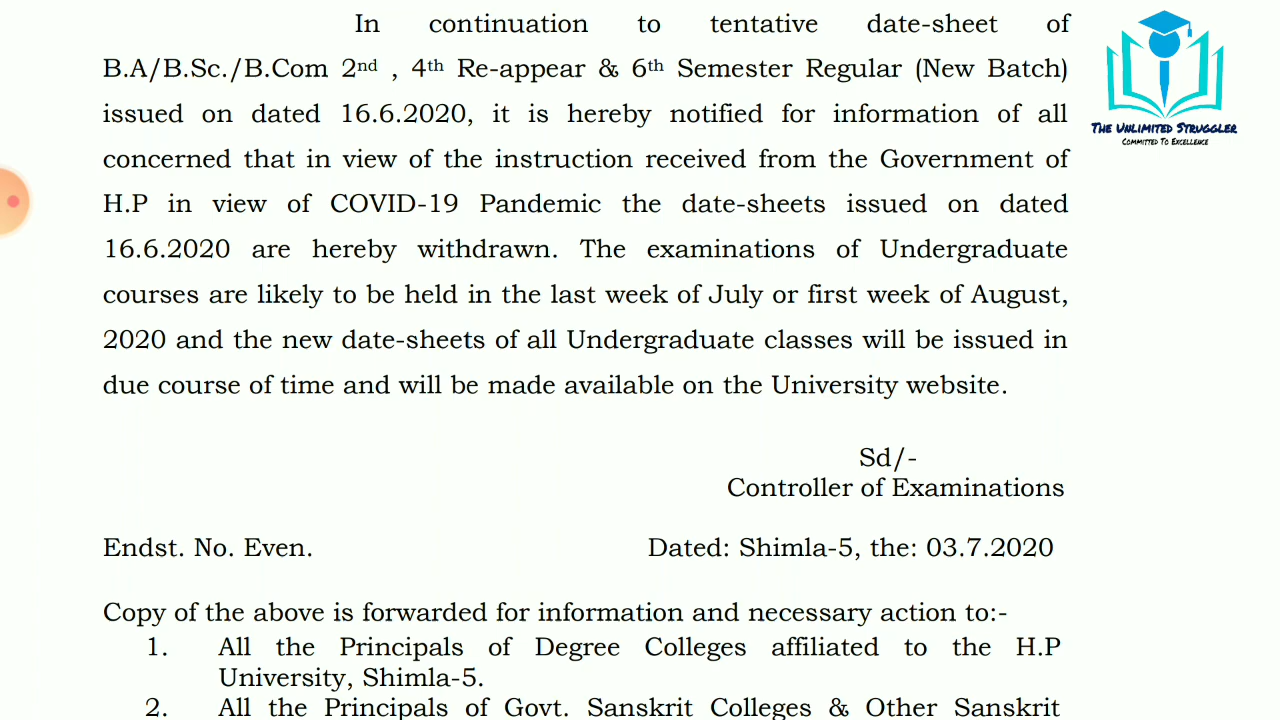 In continuation to tentative date-sheet of
B.A/B.Sc./B.Com 2nd , 4th Re-appear & 6th Semester Regular (New Batch)
issued on dated 16.6.2020, it is hereby notified for information of all
concerned that in view of the instruction received from the Government of
H.P in view of COVID-19 Pandemic the date-sheets issued on dated
16.6.2020 are hereby withdrawn. The examinations of Undergraduate
courses are likely to be held in the last week of July or first week of August,
2020 and the new date-sheets of all Undergraduate classes will be issued in
due course of time and will be made available on the University website.
Sd/-
Controller of Examinations
Endst. No. Even. Dated: Shimla-5, the: 03.7.2020
Copy of the above is forwarded for information and necessary action to:-
1. All the Principals of Degree Colleges affiliated to the H.P
University, Shimla-5.
2. All the Principals of Govt. Sanskrit Colleges & Other Sanskrit
The Unlimited Struggler
Committed To Excellence